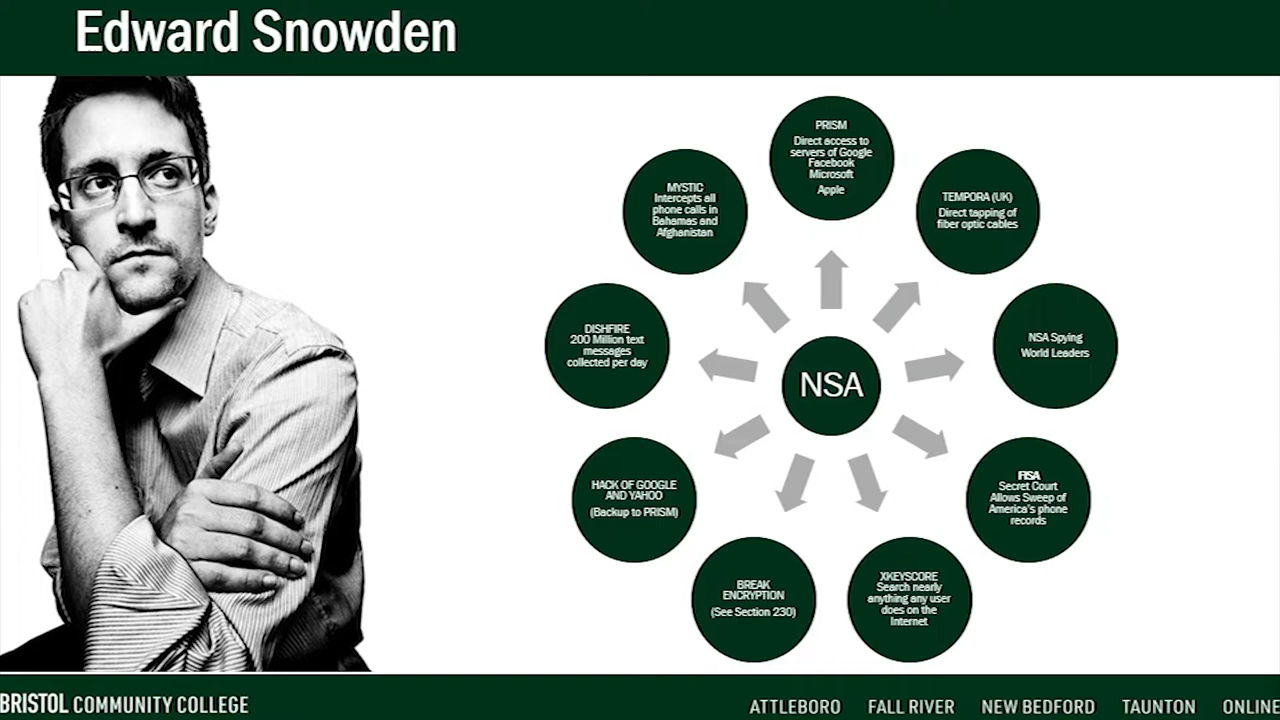 Edward Snowden
PRISM
Direct access to
servers of Google
Facebook
Microsoft
Apple
TEMPORA (UK)
Direct tapping of
fiber optic cables
NSA Spying
World Leaders
FISA
Secret Court
Allows Sweep of
America's phone
records
XKEYSCORE
Search nearly
anything any user
does on the
Internet
BREAK
ENCRYPTION
(See Section 230)
HACK OF GOOGLE
AND YAHOO
(Backup to PRISM)
DISHFIRE
200 Million text
messages
collected per day
MYSTIC
Intercepts all
phone calls in
Bahamas and
Afghanistan
NSA
BRISTOL COMMUNITY COLLEGE
ATTLEBORO FALL RIVER NEW BEDFORD TAUNTON ONLINE